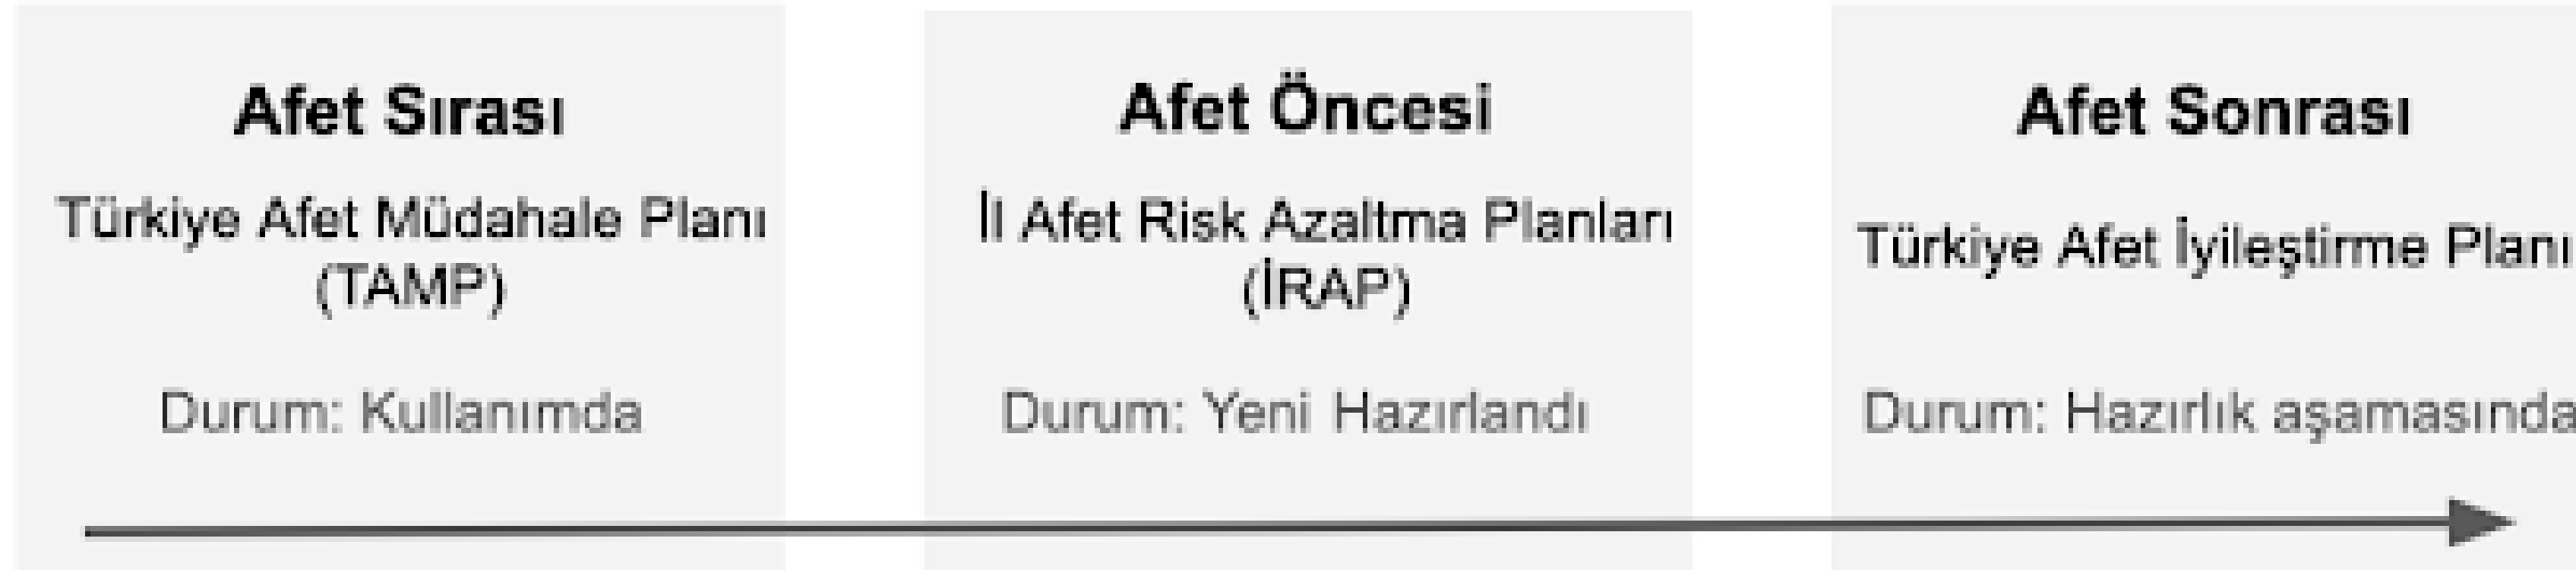 Afet Sırası
Türkiye Afet Müdahale Planı
(TAMP)
Durum: Kullanımda
Afet Öncesi
İl Afet Risk Azaltma Planları
(İRAP)
Durum: Yeni Hazırlandı
Afet Sonrası
Türkiye Afet İyileştirme Planı
Durum: Hazırlık aşamasında